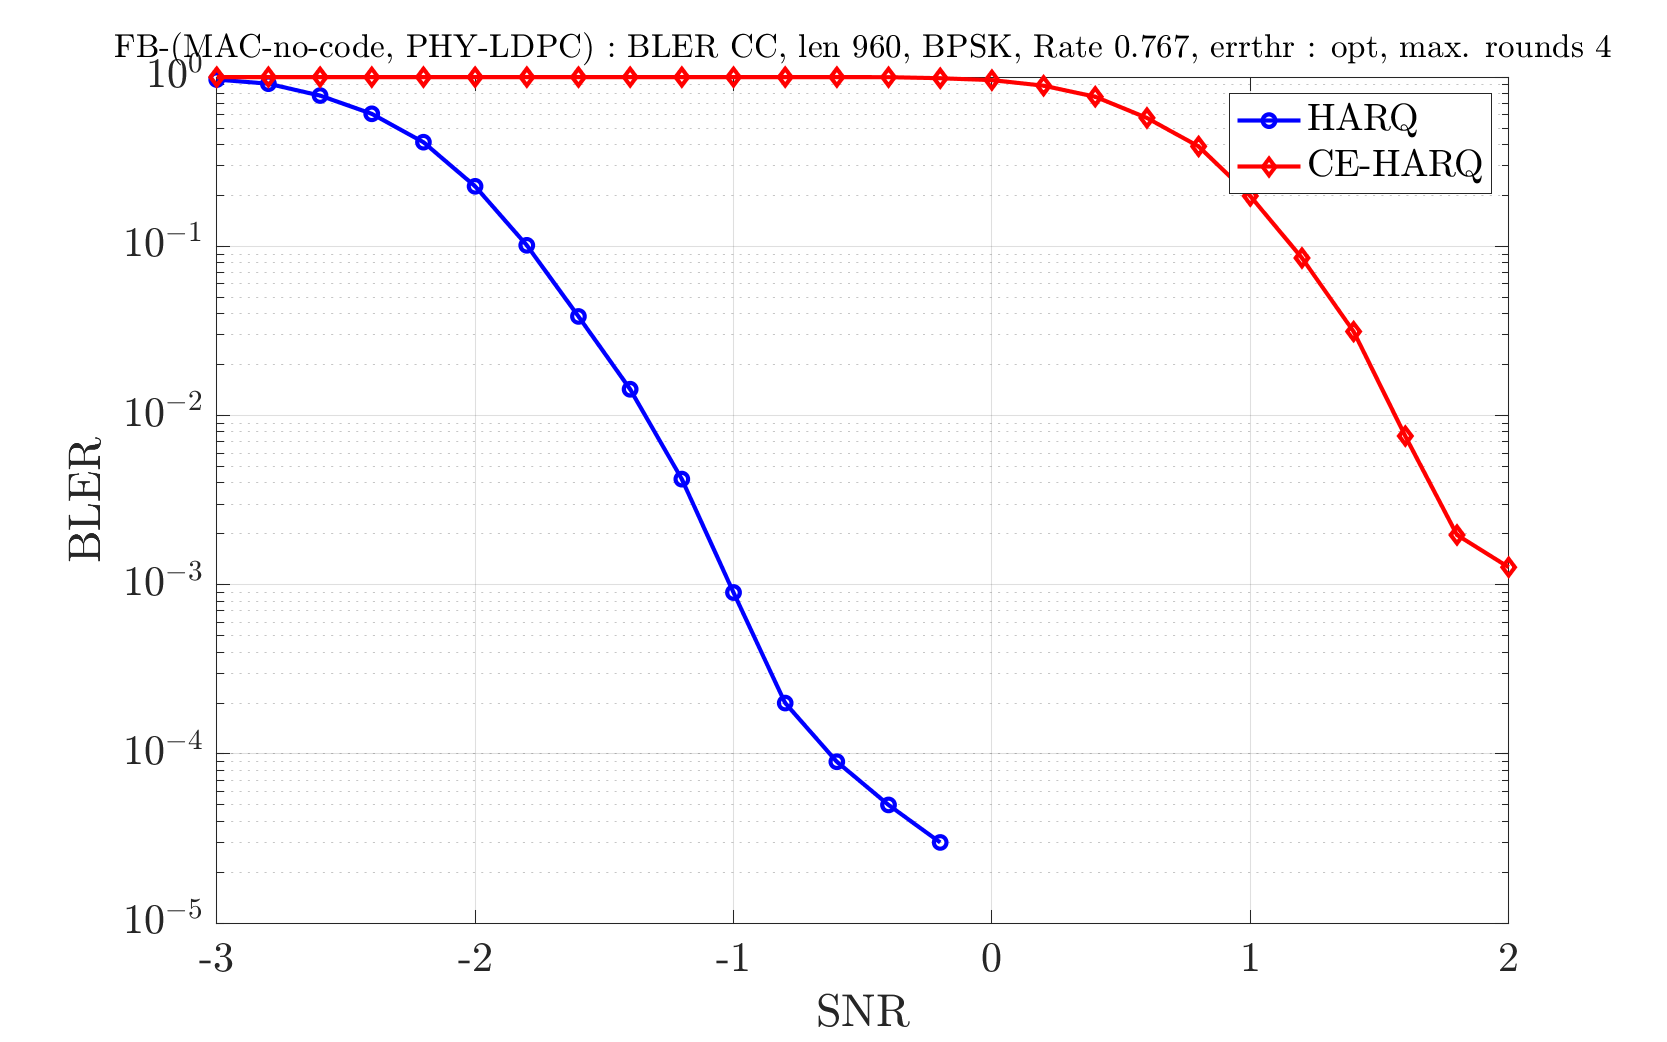 FB-(MAC-no-code, PHY-LDPC) : BLER CC, len 960, BPSK, Rate 0.767, errthr : opt, max. rounds 4
10^0
HARQ
CE-HARQ
10^{-1}
10^{-2}
BLER
10^{-3}
10^{-4}
10^{-5}
-3 -2 -1 0 1 2
SNR